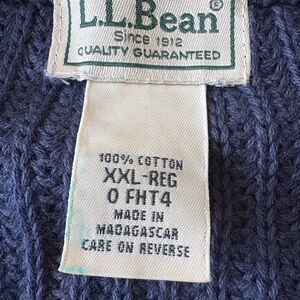 L.L.Bean®
Since 1912
QUALITY GUARANTEED
100% COTTON
XXL-REG
0 FHT4
MADE IN
MADAGASCAR
CARE ON REVERSE